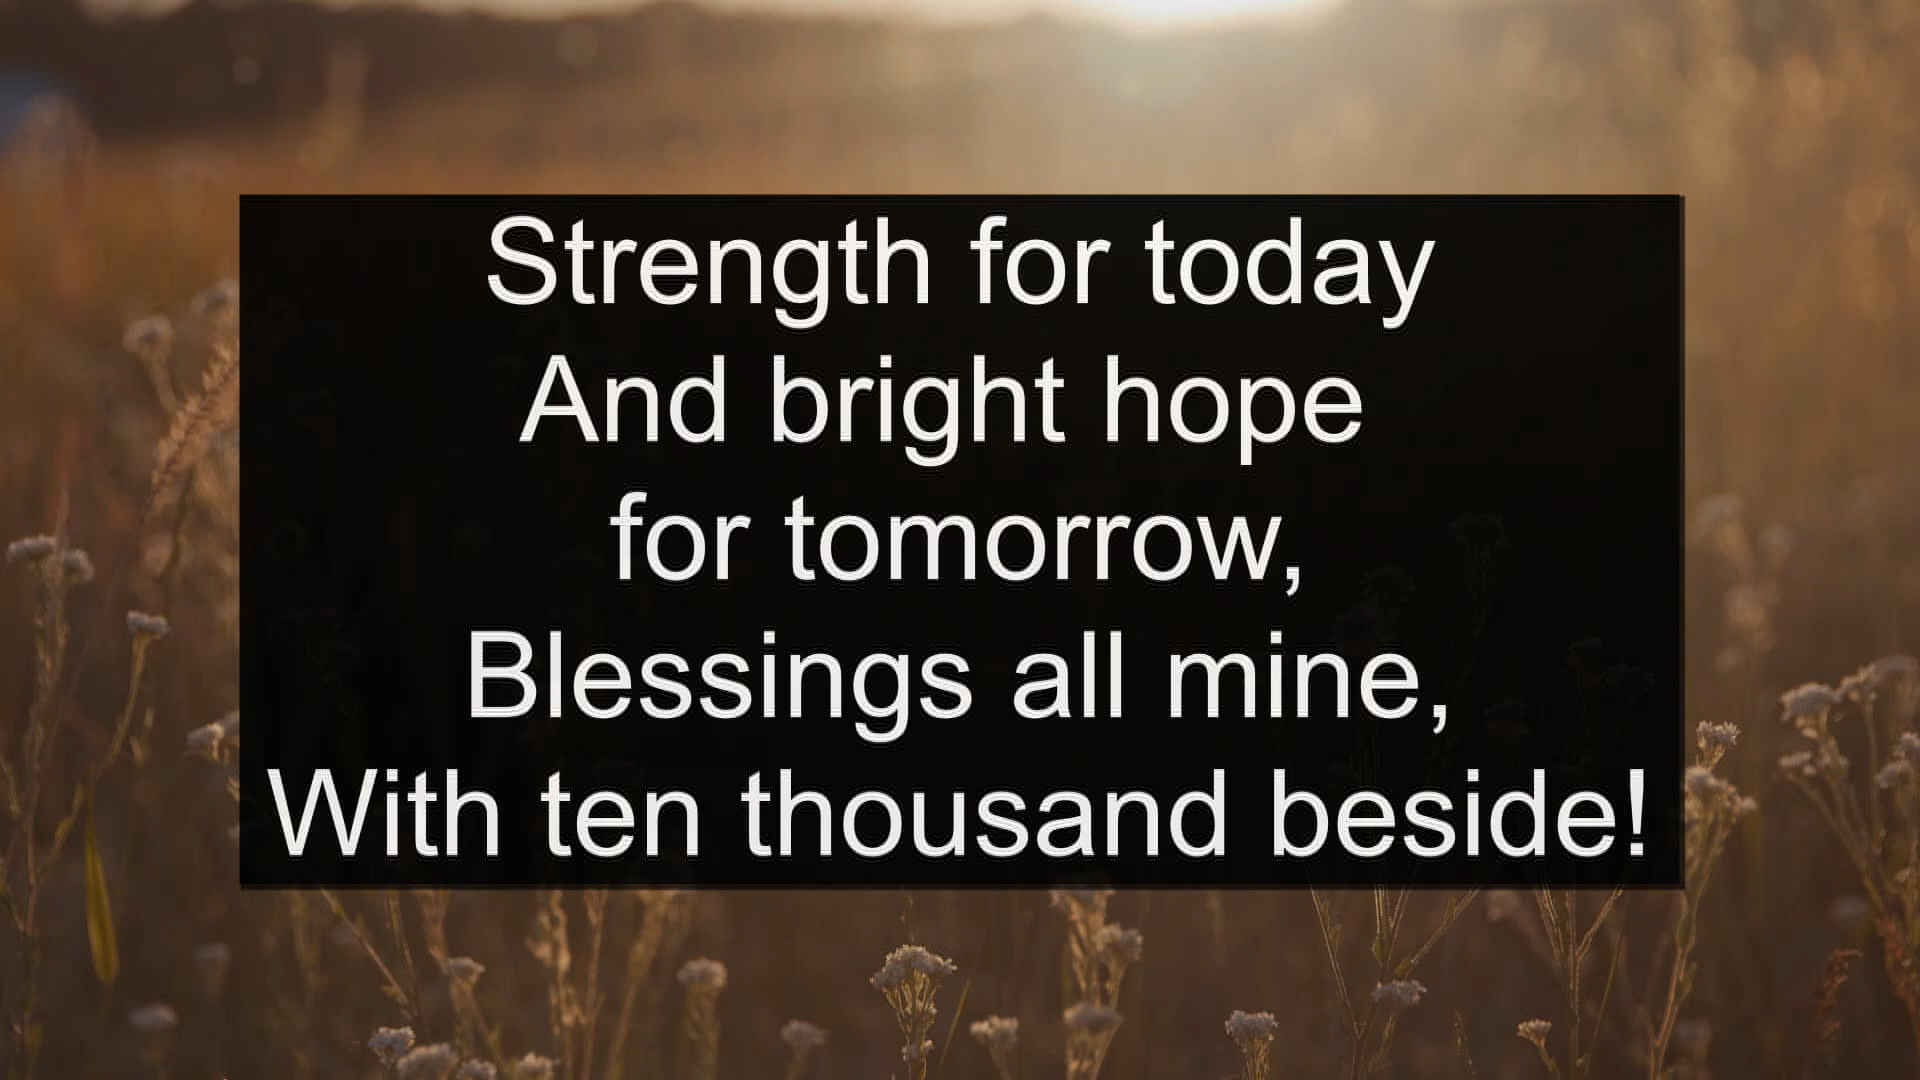 Strength for today
And bright hope
for tomorrow,
Blessings all mine,
With ten thousand beside!